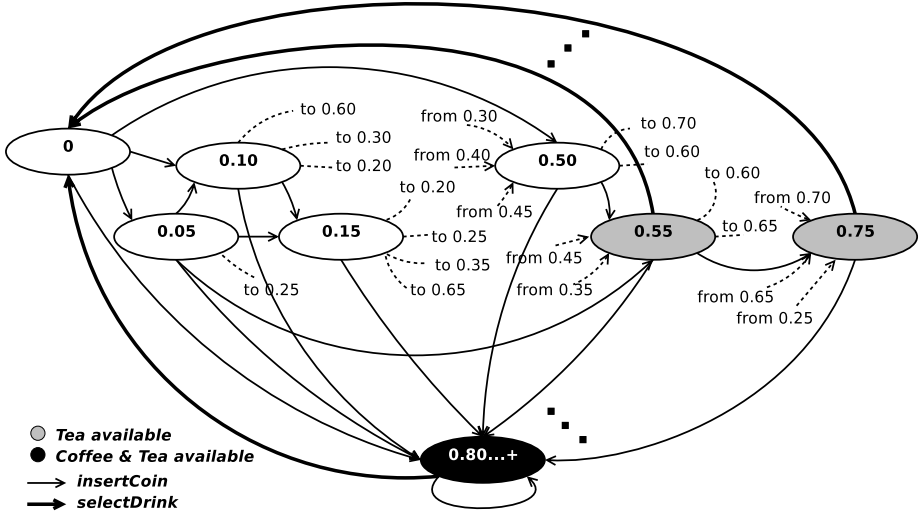 0
0.10
0.05
0.15
0.50
0.55
0.75
0.80...+
to 0.60
to 0.30
to 0.20
to 0.20
to 0.25
to 0.35
to 0.65
to 0.25
from 0.30
from 0.40
from 0.45
to 0.70
to 0.60
from 0.45
from 0.35
to 0.60
to 0.65
from 0.70
from 0.65
from 0.25
Tea available
Coffee & Tea available
insertCoin
selectDrink